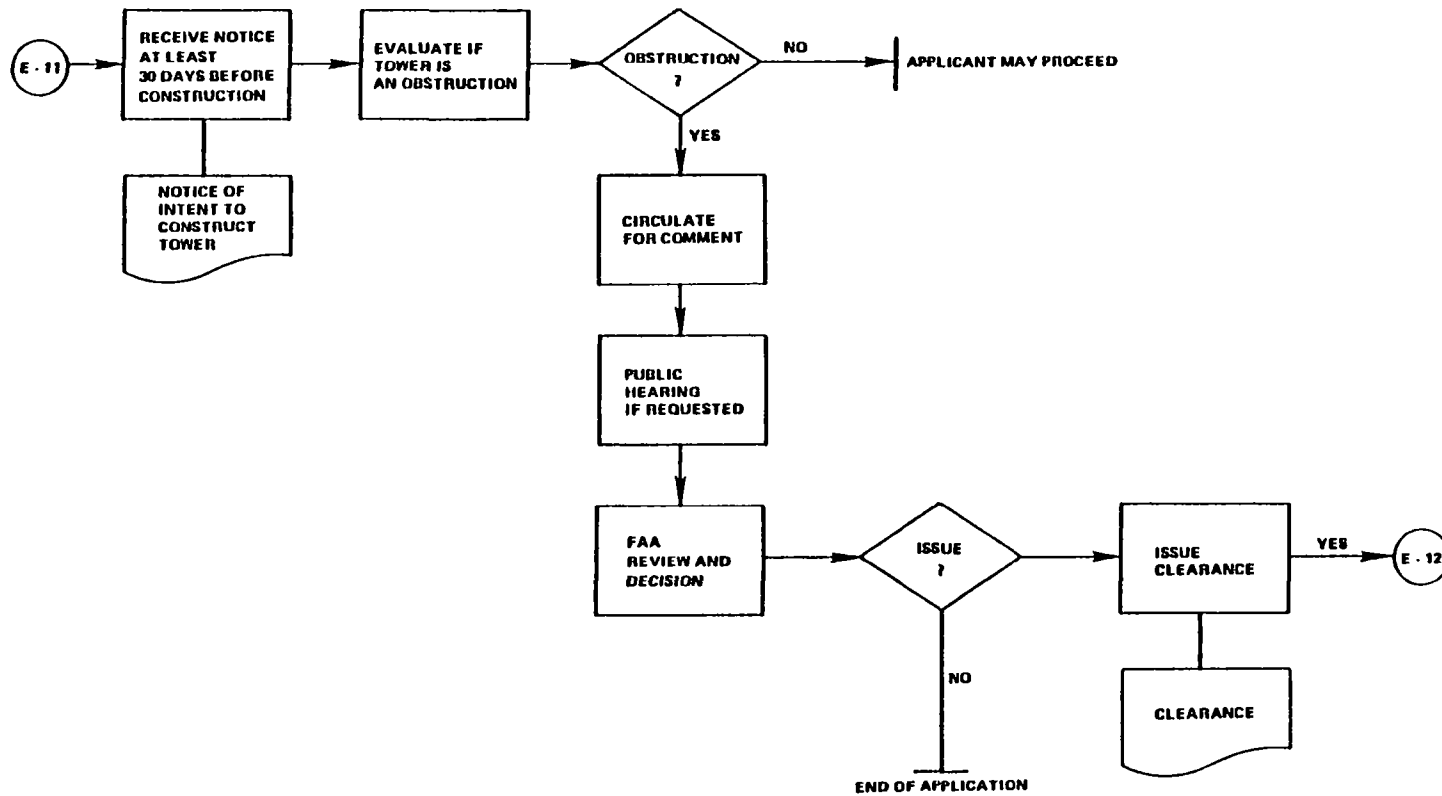 E - 11
RECEIVE NOTICE
AT LEAST
30 DAYS BEFORE
CONSTRUCTION
EVALUATE IF
TOWER IS
AN OBSTRUCTION
OBSTRUCTION
?
NO
APPLICANT MAY PROCEED
YES
NOTICE OF
INTENT TO
CONSTRUCT
TOWER
CIRCULATE
FOR COMMENT
PUBLIC
HEARING
IF REQUESTED
FAA
REVIEW AND
DECISION
ISSUE
?
ISSUE
CLEARANCE
YES
E - 12
NO
CLEARANCE
END OF APPLICATION